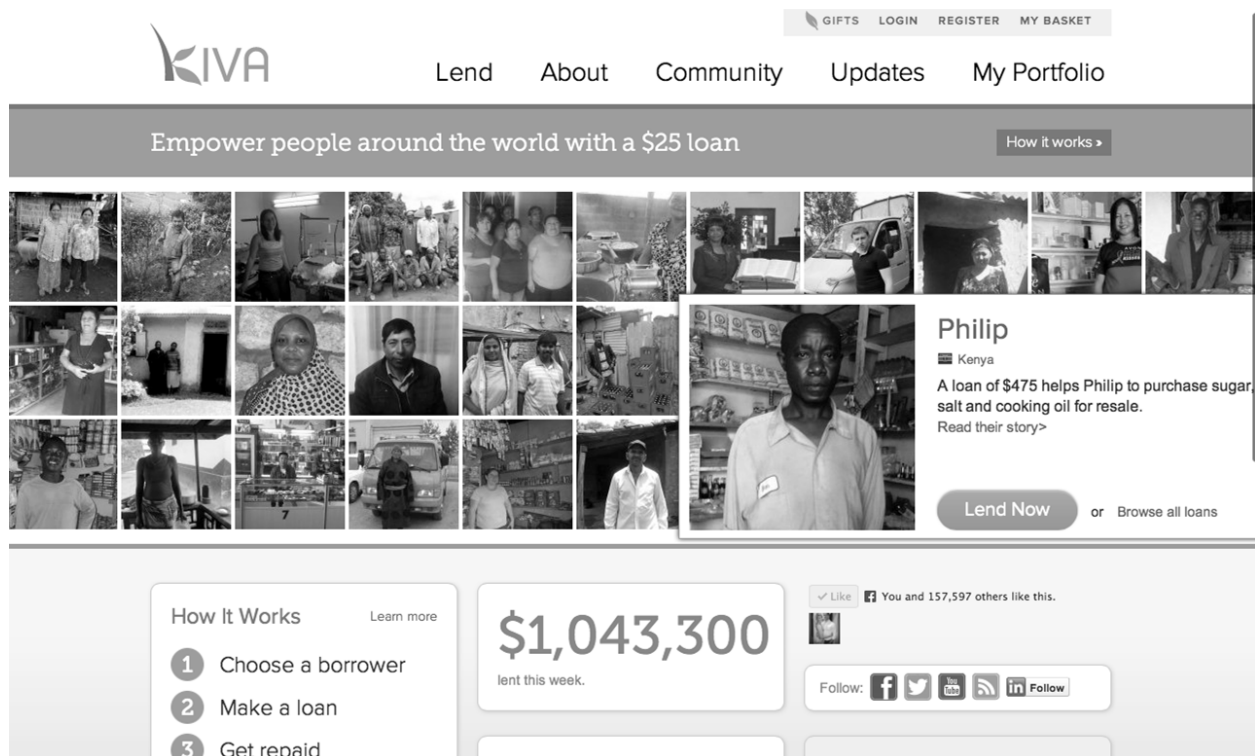 GIFTS LOGIN REGISTER MY BASKET
KIVA
Lend About Community Updates My Portfolio
Empower people around the world with a $25 loan
How it works »
Philip
Kenya
A loan of $475 helps Philip to purchase sugar,
salt and cooking oil for resale.
Read their story>
Lend Now or Browse all loans
7
How It Works Learn more
1 Choose a borrower
2 Make a loan
3 Get repaid
$1,043,300
lent this week.
Like You and 157,597 others like this.
Follow: f You Tube in Follow